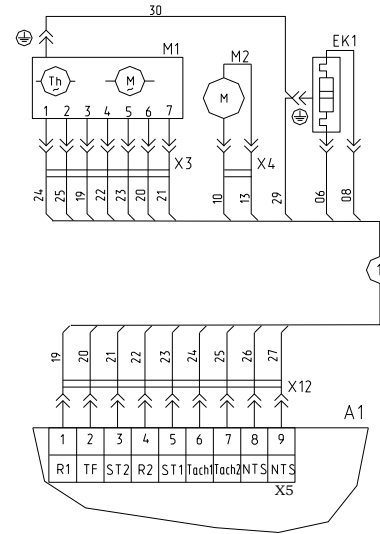 30
M1
M2
EK1
Th
M
M
1 2 3 4 5 6 7
X3
X4
24 25 19 22 23 20 21
10 13 29 06 08
1
19 20 21 22 23 24 25 26 27
X12
A1
1 2 3 4 5 6 7 8 9
R1 TF ST2 R2 ST1 Tach1 Tach2 NTS NTS
X5